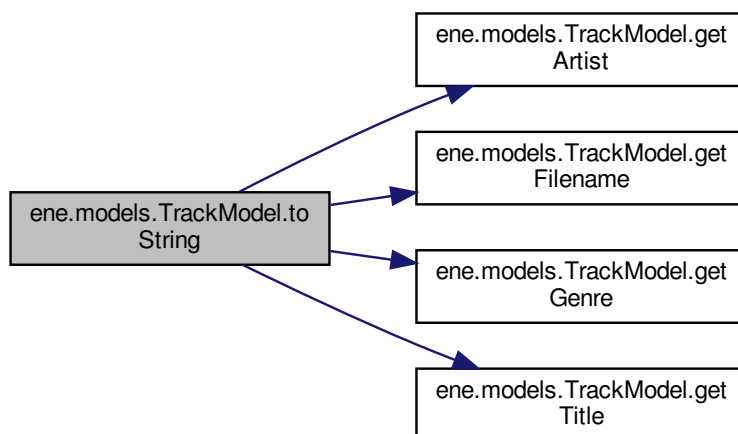 ene.models.TrackModel.get
Artist
ene.models.TrackModel.get
Filename
ene.models.TrackModel.to
String
ene.models.TrackModel.get
Genre
ene.models.TrackModel.get
Title